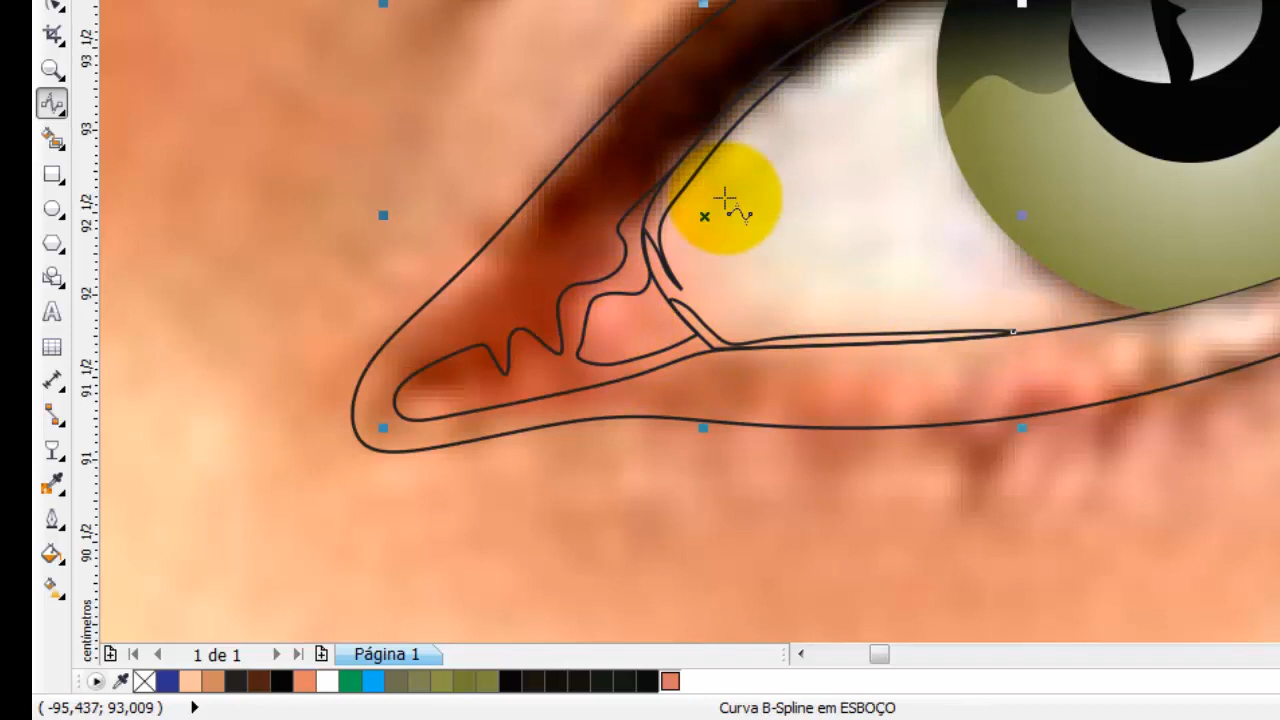 93 1/2
93
92 1/2
92
91 1/2
91
90 1/2
centímetros
1 de 1
Página 1
( -95,437; 93,009 )
Curva B-Spline em ESBOÇO